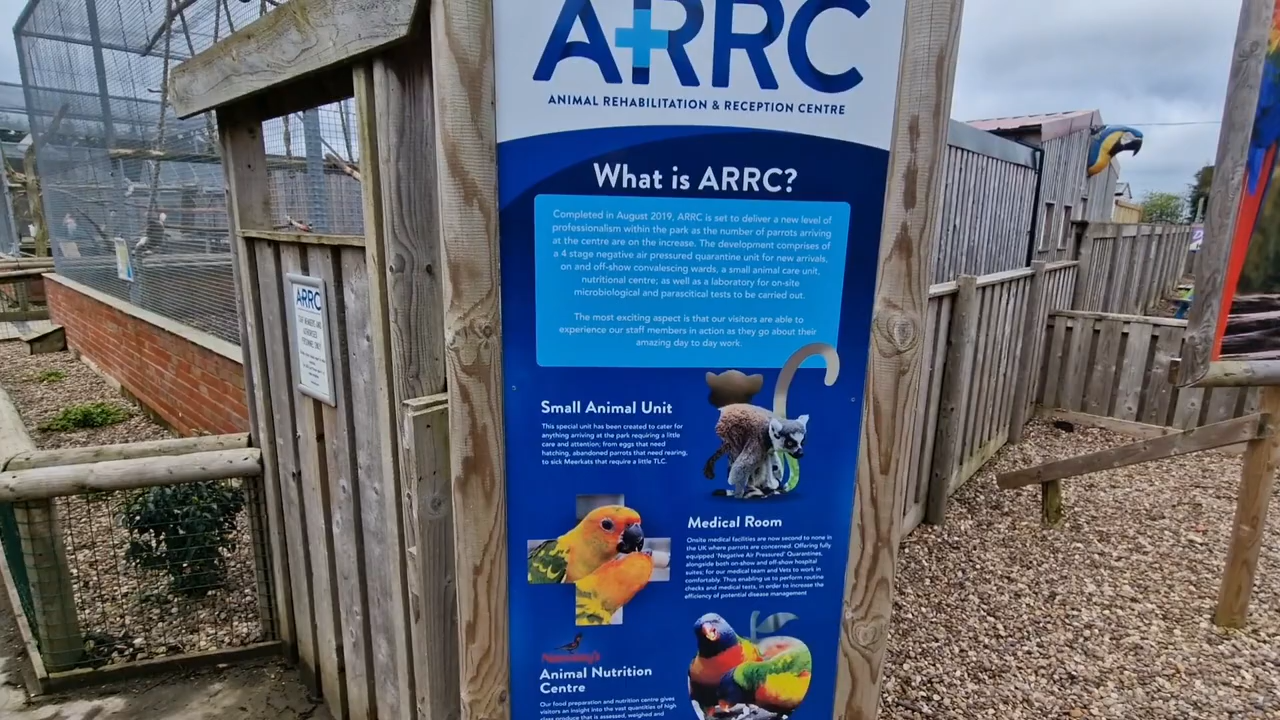 ARRC
ANIMAL REHABILITATION & RECEPTION CENTRE
What is ARRC?
Completed in August 2019, ARRC is set to deliver a new level of
professionalism within the park as the number of parrots arriving
at the centre are on the increase. The development comprises of
a 4 stage negative air pressured quarantine unit for new arrivals,
on and off-show convalescing wards, a small animal care unit,
nutritional centre; as well as a laboratory for on-site
microbiological and parasitical tests to be carried out.
The most exciting aspect is that our visitors are able to
experience our staff members in action as they go about their
amazing day to day work.
Small Animal Unit
This special unit has been created to cater for
anything arriving at the park requiring a little
care and attention; from eggs that need
hatching, abandoned parrots that need rearing,
to sick Meerkats that require a little TLC.
Medical Room
Onsite medical facilities are now second to none in
the UK where parrots are concerned. Offering fully
equipped 'Negative Air Pressured' Quarantines,
alongside both on-show and off-show hospital
suites; for our medical team and Vets to work in
comfortably. Thus enabling us to perform routine
checks and medical tests, in order to increase the
efficiency of potential disease management
Animal Nutrition
Centre
Our food preparation and nutrition centre gives
visitors an insight into the vast quantities of high
class produce that is assessed, weighed and
ARRC